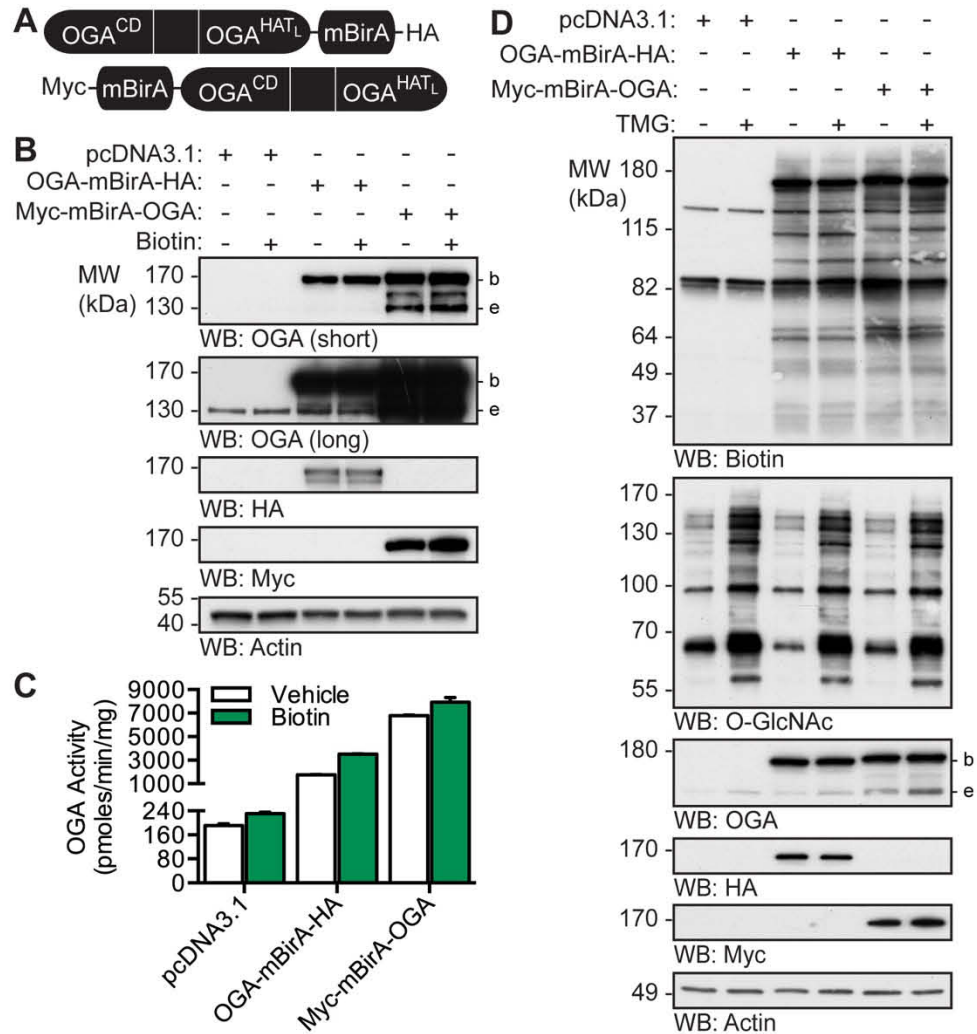 A
OGA^CD OGA^HAT_L mBirA -HA
Myc- mBirA OGA^CD OGA^HAT_L
B
pcDNA3.1: + + - - - -
OGA-mBirA-HA: - - + + - -
Myc-mBirA-OGA: - - - - + +
Biotin: - + - + - +
MW
(kDa)
170 b
130 e
WB: OGA (short)
170 b
130 e
WB: OGA (long)
170
WB: HA
170
WB: Myc
55
40
WB: Actin
C
OGA Activity
(pmoles/min/mg)
9000
7000
5000
3000
1000
240
160
80
0
Vehicle
Biotin
pcDNA3.1
OGA-mBirA-HA
Myc-mBirA-OGA
D
pcDNA3.1: + + - - - -
OGA-mBirA-HA: - - + + - -
Myc-mBirA-OGA: - - - - + +
TMG: - + - + - +
MW
(kDa)
180
115
82
64
49
37
WB: Biotin
170
130
100
70
55
WB: O-GlcNAc
180 b
e
WB: OGA
170
WB: HA
170
WB: Myc
49
WB: Actin